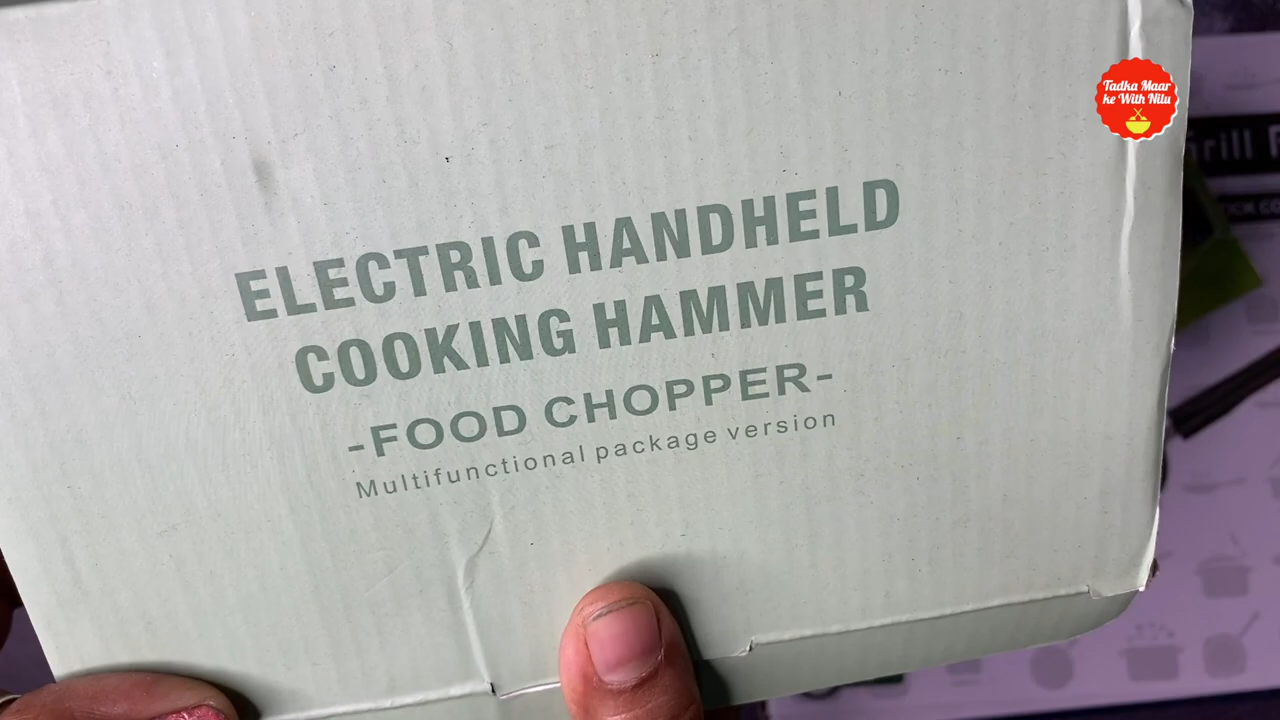 Tadka Maar
ke With Nilu
ELECTRIC HANDHELD
COOKING HAMMER
-FOOD CHOPPER-
Multifunctional package version